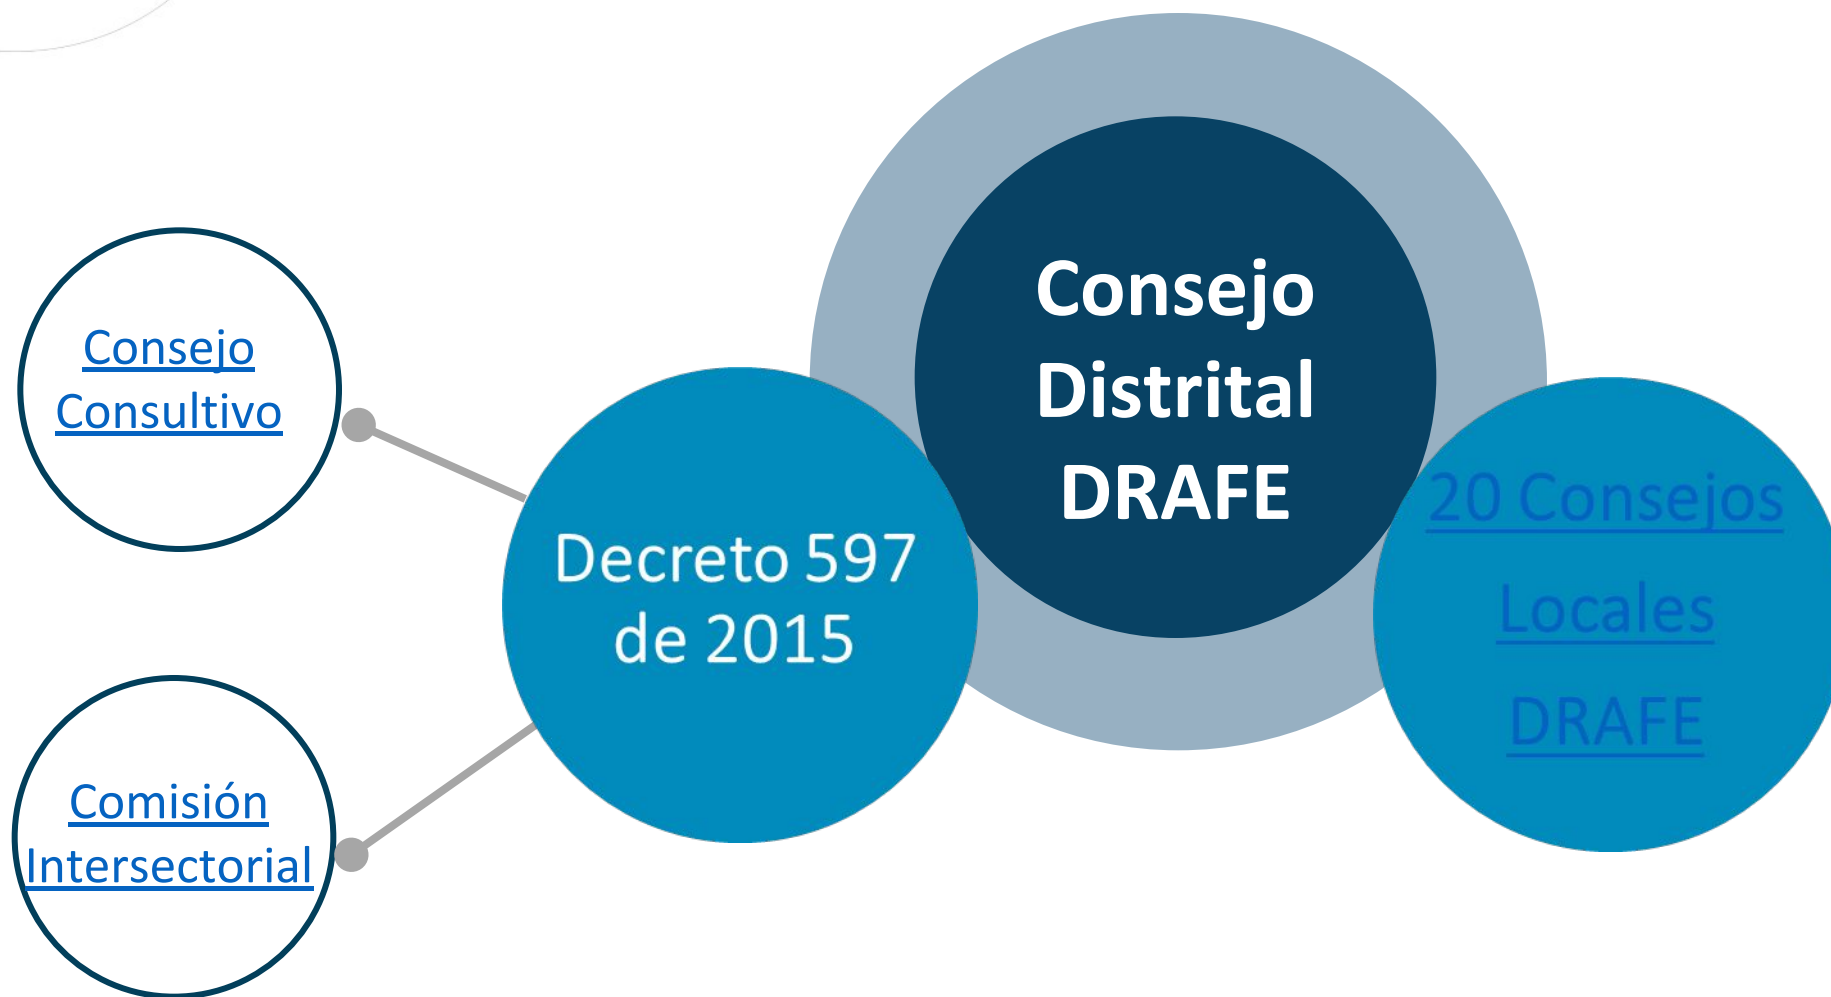 Consejo
Consultivo
Comisión
Intersectorial
Decreto 597
de 2015
Consejo
Distrital
DRAFE
20 Consejos
Locales
DRAFE